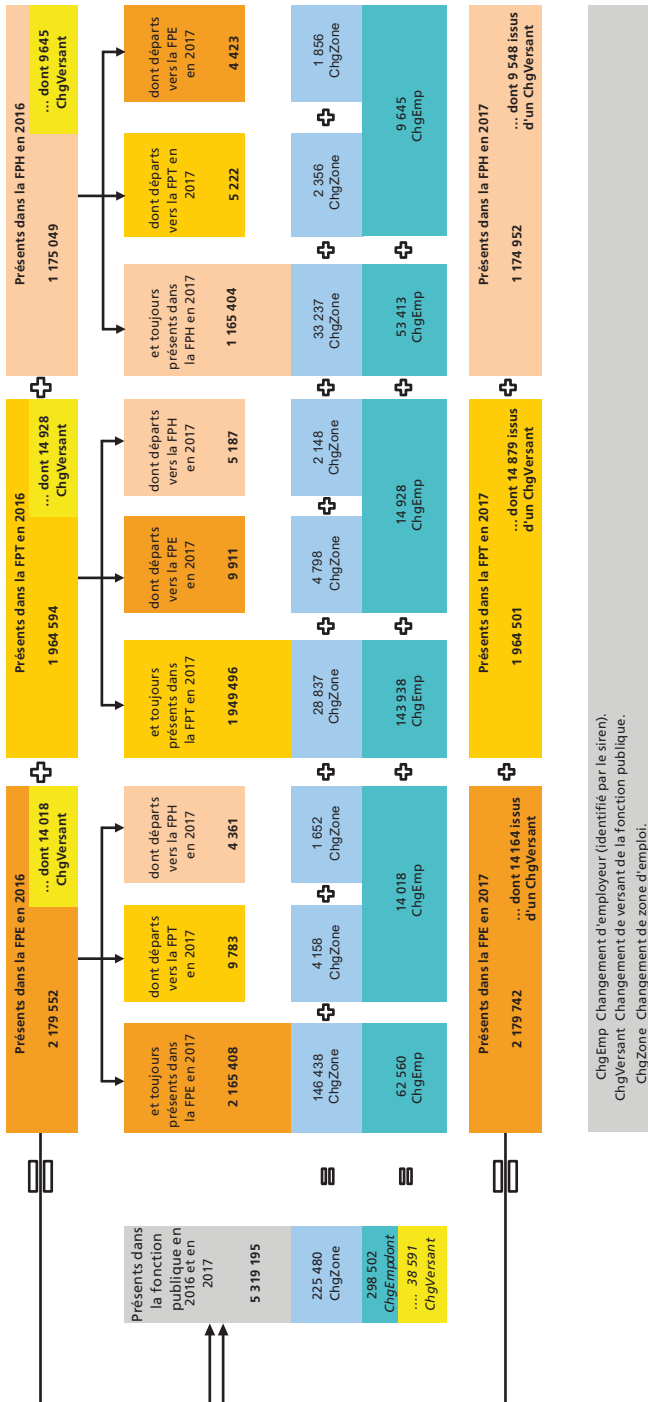 Présents dans la FPE en 2016
2 179 552
... dont 14 018
ChgVersant
Présents dans la FPT en 2016
1 964 594
... dont 14 928
ChgVersant
Présents dans la FPH en 2016
1 175 049
... dont 9 645
ChgVersant
Présents dans
la fonction
publique en
2016 et en
2017
5 319 195
et toujours
présents dans
la FPE en 2017
2 165 408
dont départs
vers la FPT
en 2017
9 783
dont départs
vers la FPH
en 2017
4 361
et toujours
présents dans
la FPT en 2017
1 949 496
dont départs
vers la FPE
en 2017
9 911
dont départs
vers la FPH
en 2017
5 187
et toujours
présents dans
la FPH en 2017
1 165 404
dont départs
vers la FPT en
2017
5 222
dont départs
vers la FPE
en 2017
4 423
225 480
ChgZone
146 438
ChgZone
4 158
ChgZone
1 652
ChgZone
28 837
ChgZone
4 798
ChgZone
2 148
ChgZone
33 237
ChgZone
2 356
ChgZone
1 856
ChgZone
298 502
ChgEmpdont
.... 38 591
ChgVersant
62 560
ChgEmp
14 018
ChgEmp
143 938
ChgEmp
14 928
ChgEmp
53 413
ChgEmp
9 645
ChgEmp
Présents dans la FPE en 2017
2 179 742
... dont 14 164 issus
d'un ChgVersant
Présents dans la FPT en 2017
1 964 501
... dont 14 879 issus
d'un ChgVersant
Présents dans la FPH en 2017
1 174 952
... dont 9 548 issus
d'un ChgVersant
ChgEmp Changement d'employeur (identifié par le siren).
ChgVersant Changement de versant de la fonction publique.
ChgZone Changement de zone d'emploi.